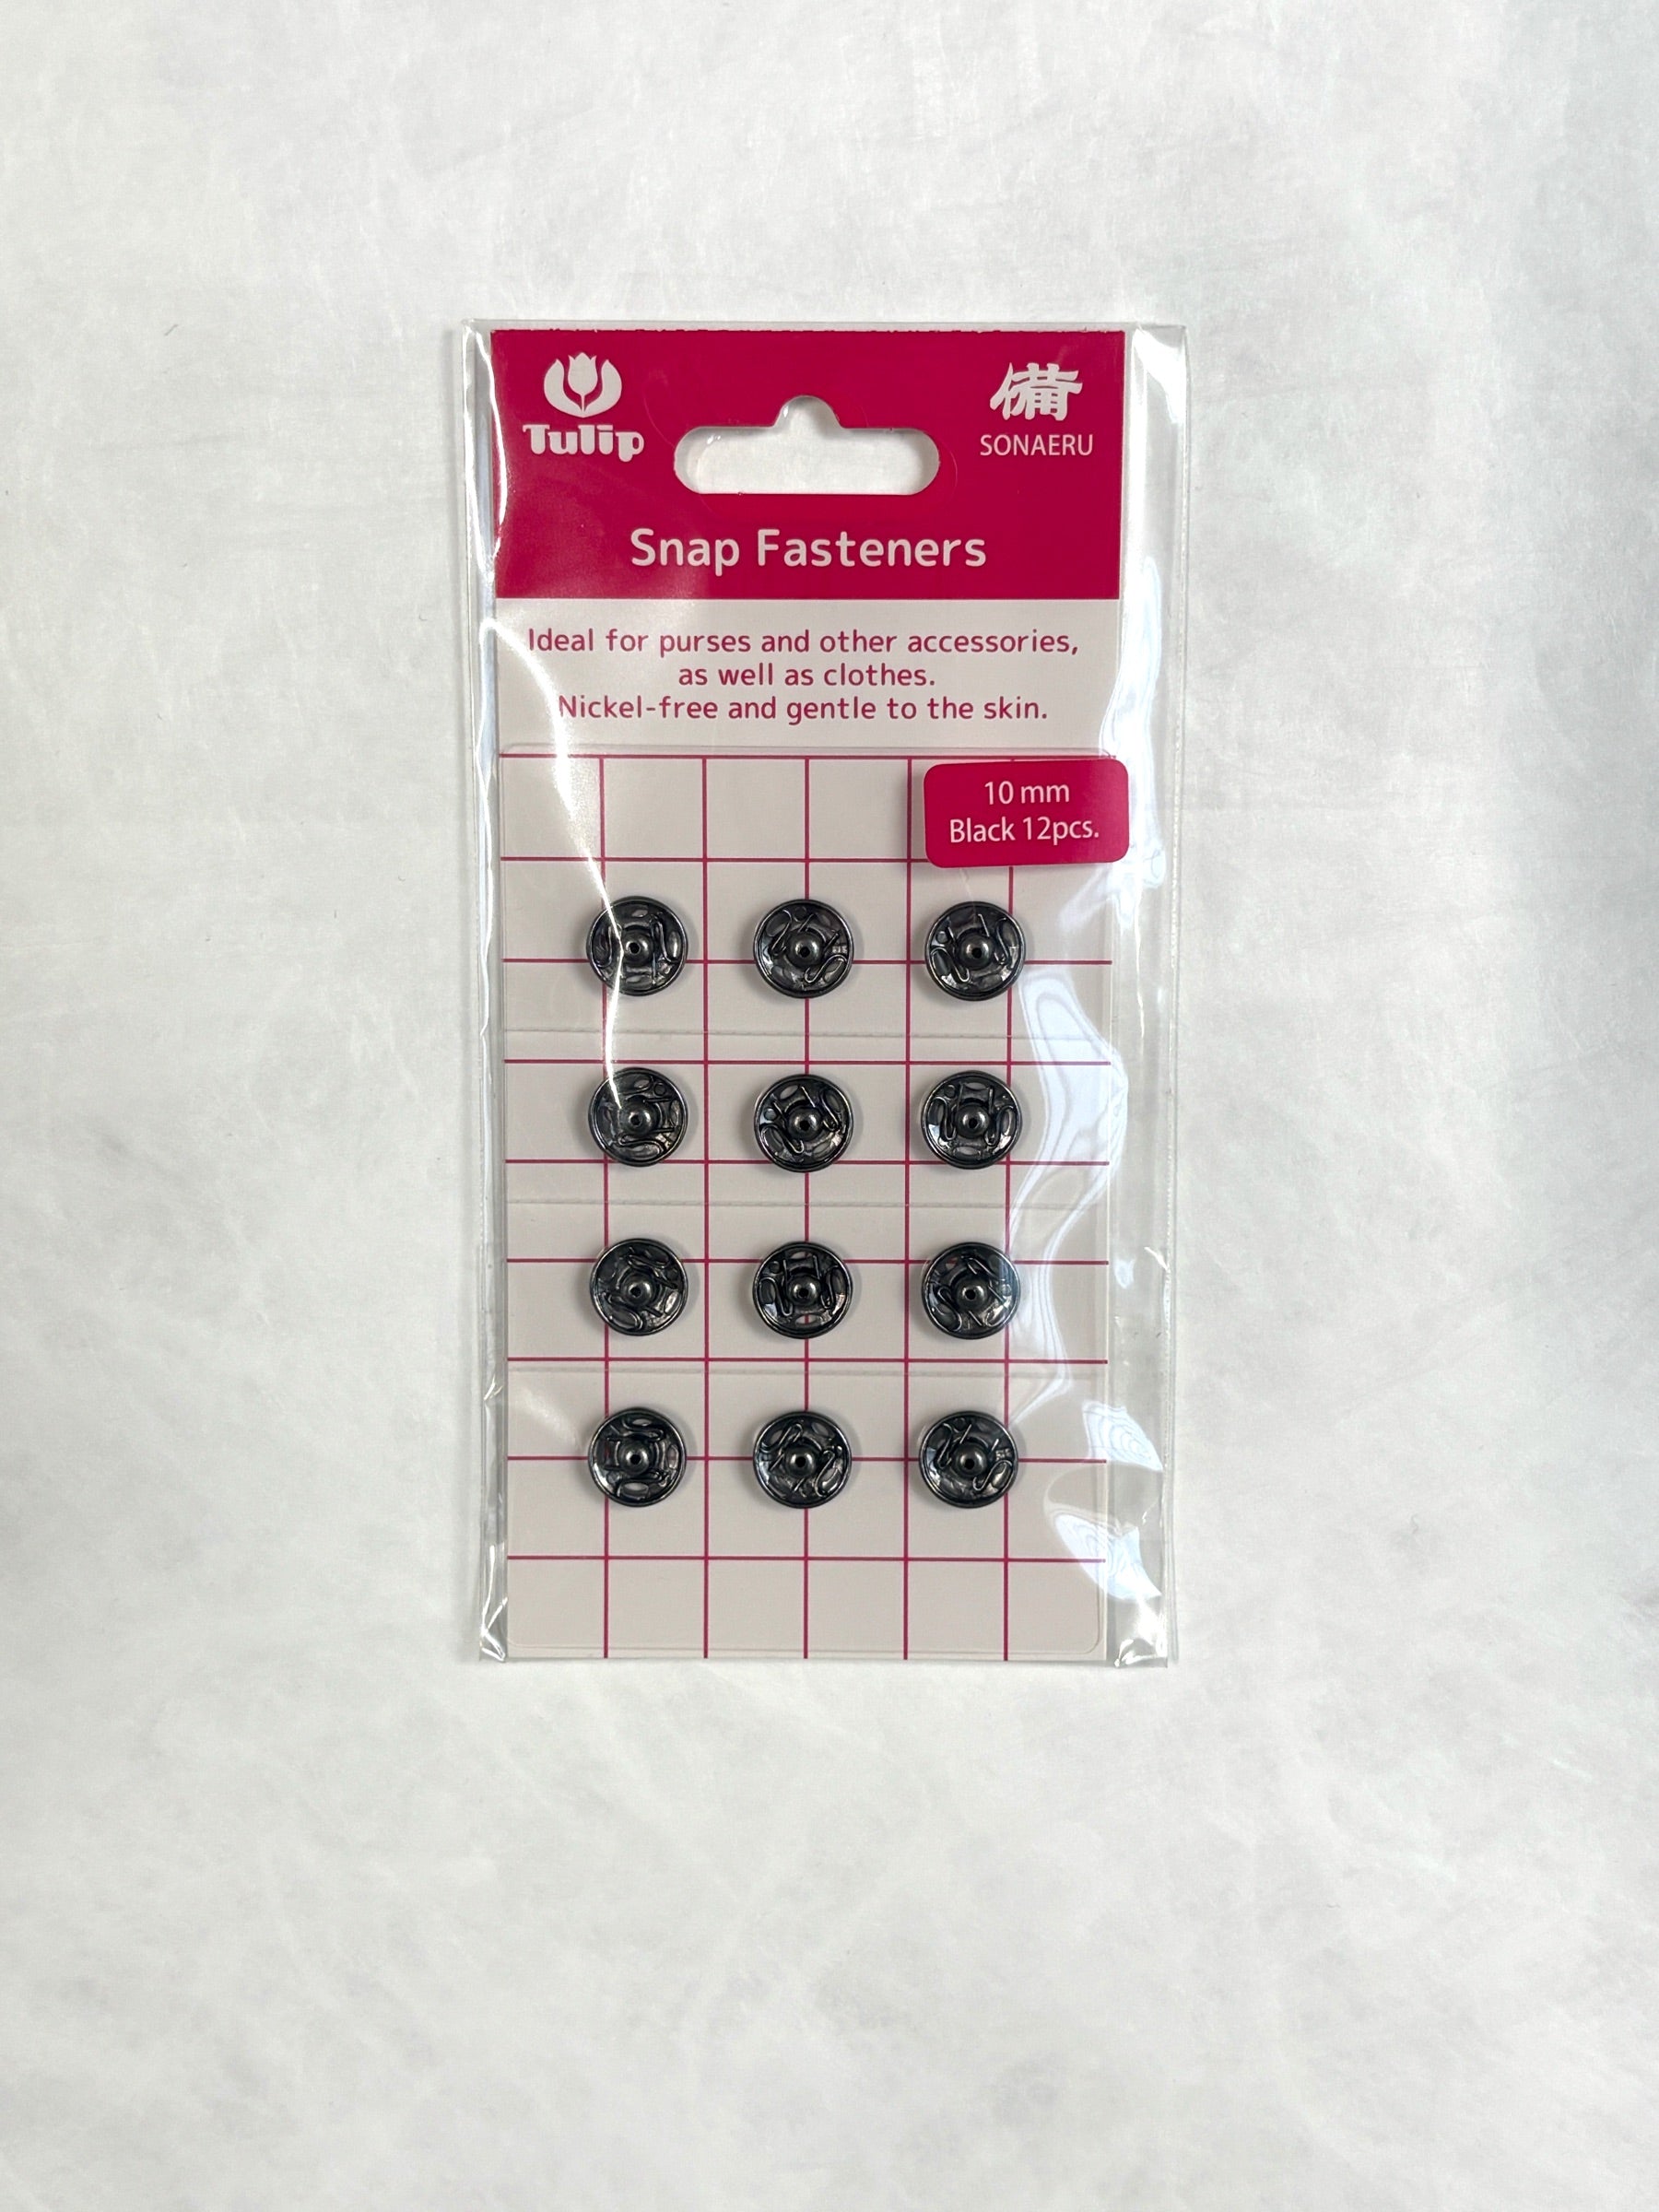 Tulip
備
SONAERU
Snap Fasteners
Ideal for purses and other accessories,
as well as clothes.
Nickel-free and gentle to the skin.
10 mm
Black 12pcs.